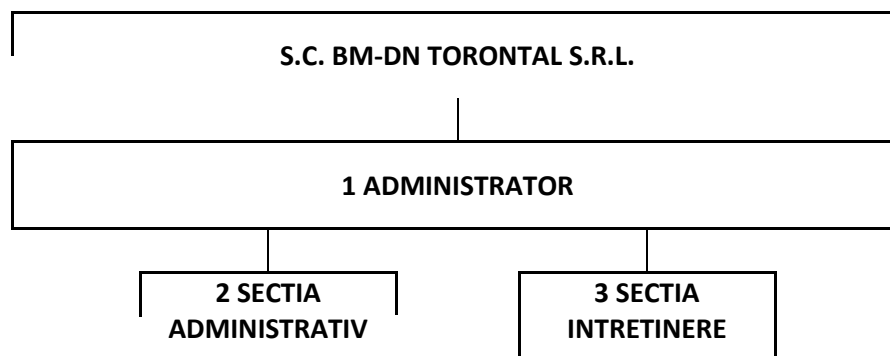 S.C. BM-DN TORONTAL S.R.L.
1 ADMINISTRATOR
2 SECTIA
ADMINISTRATIV
3 SECTIA
INTRETINERE